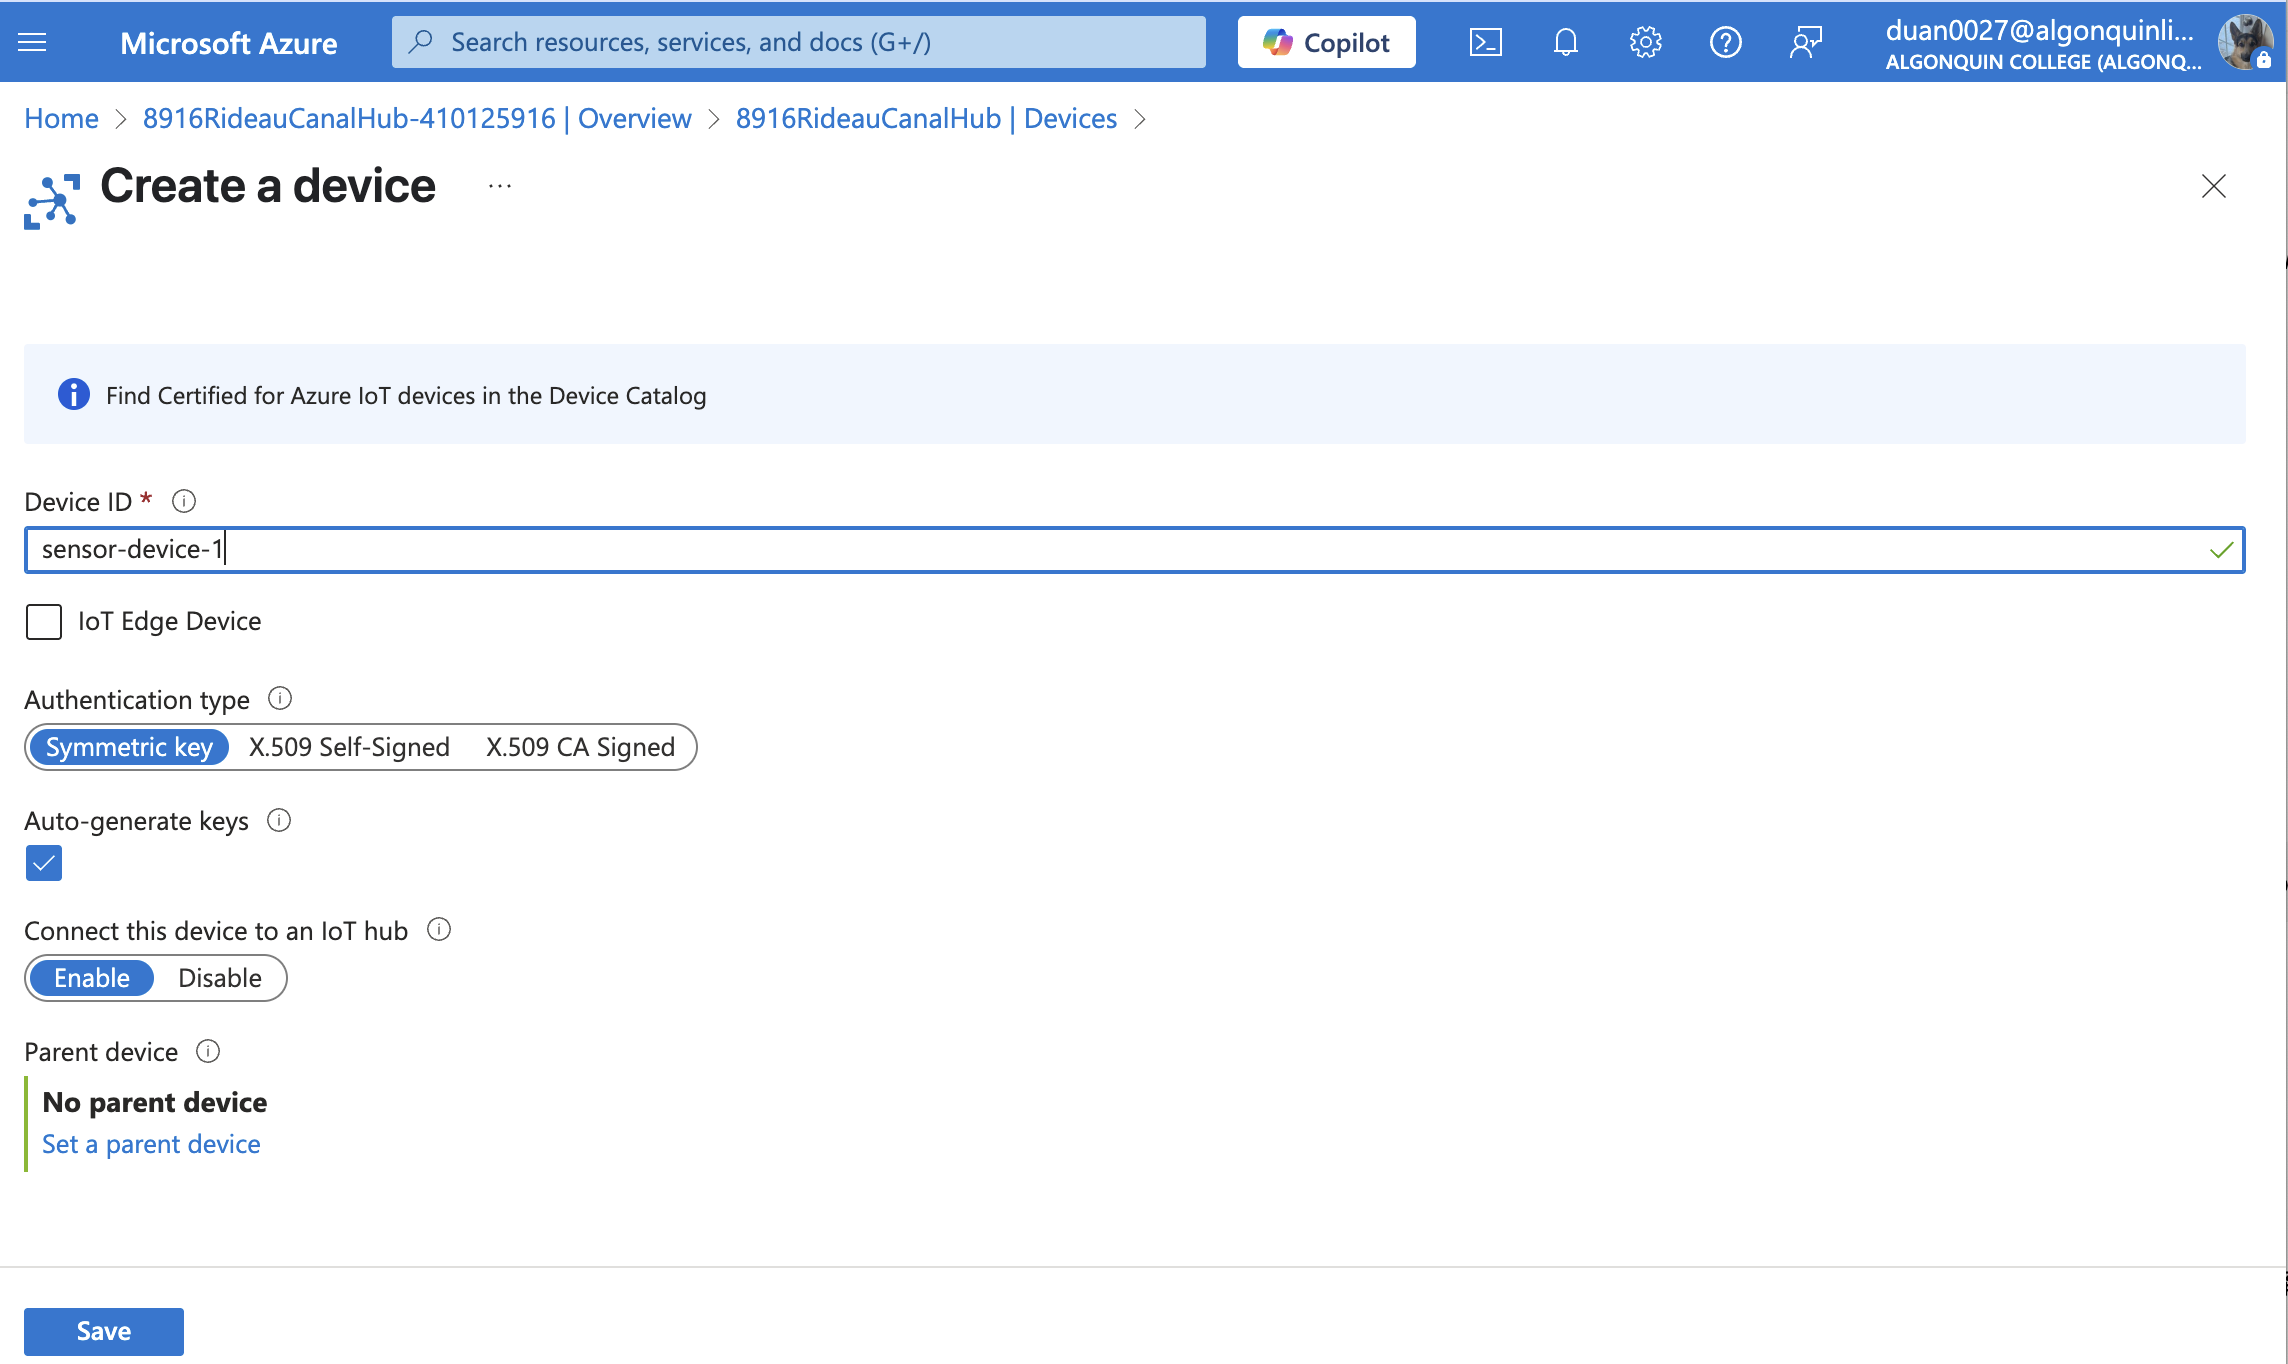 Microsoft Azure
Search resources, services, and docs (G+/)
Copilot
duan0027@algonquinli...
ALGONQUIN COLLEGE (ALGONQ...
Home > 8916RideauCanalHub-410125916 | Overview > 8916RideauCanalHub | Devices >
Create a device ...
Find Certified for Azure IoT devices in the Device Catalog
Device ID *
sensor-device-1
IoT Edge Device
Authentication type
Symmetric key X.509 Self-Signed X.509 CA Signed
Auto-generate keys
Connect this device to an IoT hub
Enable Disable
Parent device
No parent device
Set a parent device
Save